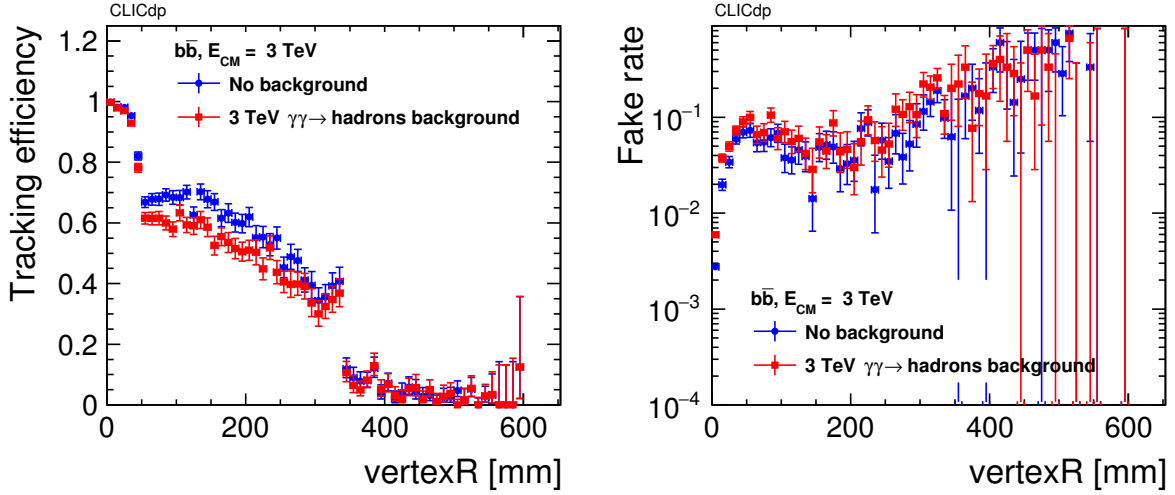 CLICdp
bb̅, E_CM = 3 TeV
No background
3 TeV γγ→ hadrons background
Tracking efficiency
1.2
1
0.8
0.6
0.4
0.2
0
0 200 400 600
vertexR [mm]
CLICdp
Fake rate
10⁻¹
10⁻²
10⁻³
10⁻⁴
bb̅, E_CM = 3 TeV
No background
3 TeV γγ→ hadrons background
0 200 400 600
vertexR [mm]